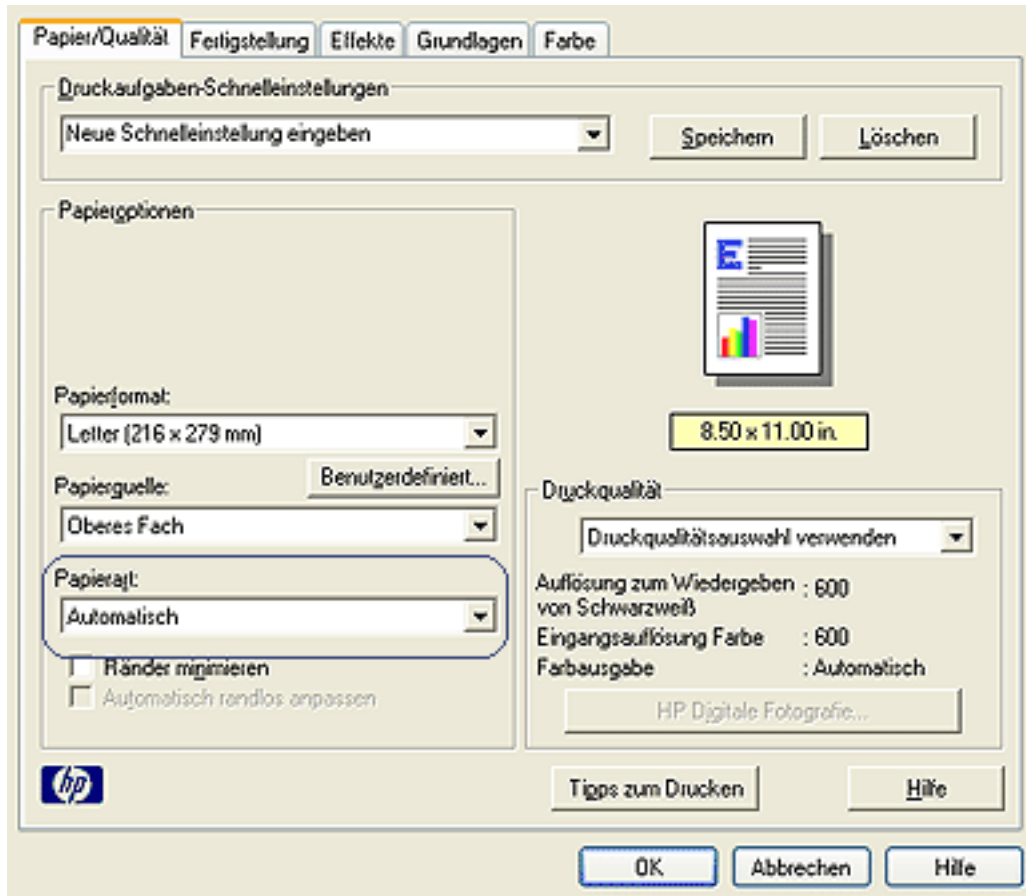 Papier/Qualität
Fertigstellung
Effekte
Grundlagen
Farbe
Druckaufgaben-Schnelleinstellungen
Neue Schnelleinstellung eingeben
Speichern
Löschen
Papieroptionen
E
Papierformat:
Letter (216 x 279 mm)
8.50 x 11.00 in.
Benutzerdefiniert...
Papierquelle:
Oberes Fach
Druckqualität
Druckqualitätsauswahl verwenden
Papierart:
Automatisch
Auflösung zum Wiedergeben : 600
von Schwarzweiß
Eingangsauflösung Farbe : 600
Farbausgabe : Automatisch
Ränder minimieren
Automatisch randlos anpassen
HP Digitale Fotografie...
hp
Tipps zum Drucken
Hilfe
OK
Abbrechen
Hilfe